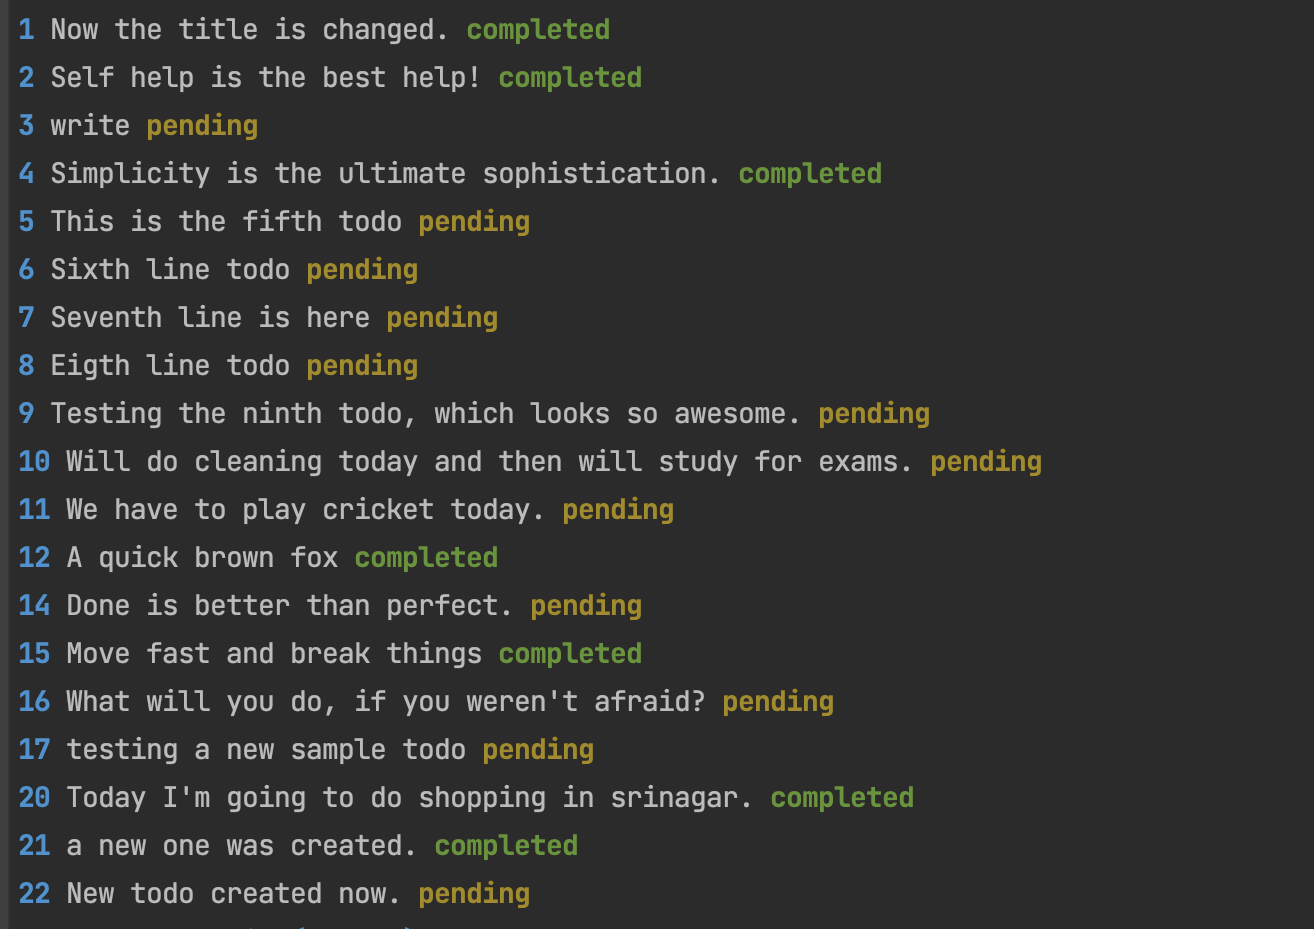 1 Now the title is changed. completed
2 Self help is the best help! completed
3 write pending
4 Simplicity is the ultimate sophistication. completed
5 This is the fifth todo pending
6 Sixth line todo pending
7 Seventh line is here pending
8 Eigth line todo pending
9 Testing the ninth todo, which looks so awesome. pending
10 Will do cleaning today and then will study for exams. pending
11 We have to play cricket today. pending
12 A quick brown fox completed
14 Done is better than perfect. pending
15 Move fast and break things completed
16 What will you do, if you weren't afraid? pending
17 testing a new sample todo pending
20 Today I'm going to do shopping in srinagar. completed
21 a new one was created. completed
22 New todo created now. pending